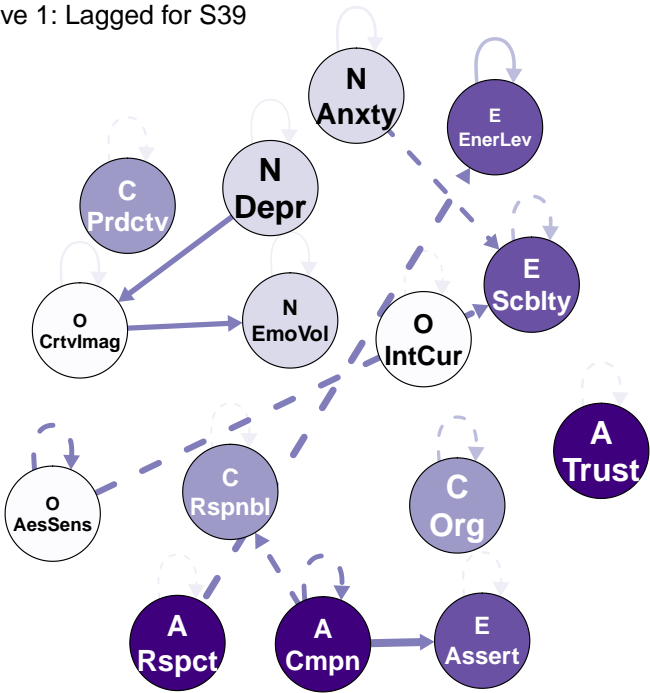 ve 1: Lagged for S39
N
Anxty
E
EnerLev
N
Depr
C
Prdctv
E
Scblty
N
EmoVol
O
CrtvImag
O
IntCur
A
Trust
C
Rspnbl
C
Org
O
AesSens
A
Rspct
A
Cmpn
E
Assert